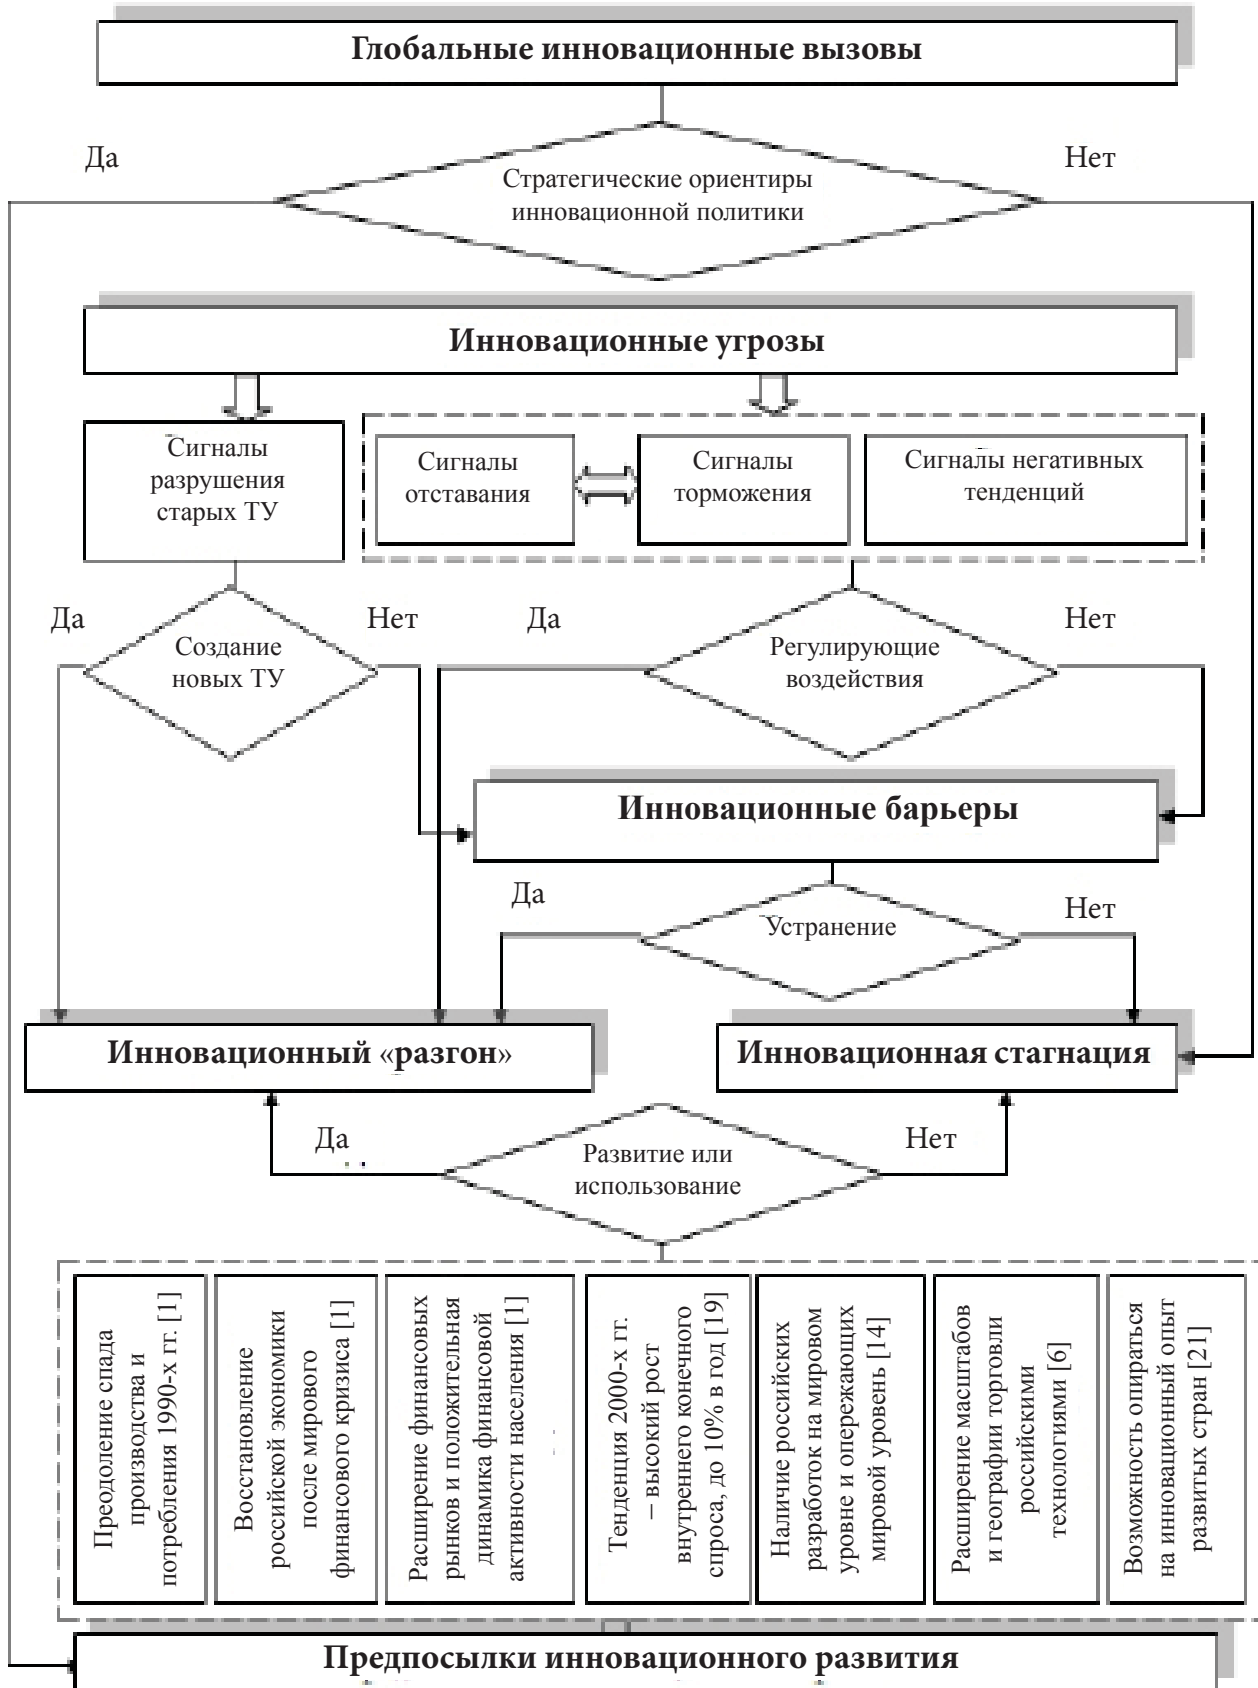 Глобальные инновационные вызовы
Да
Нет
Стратегические ориентиры
инновационной политики
Инновационные угрозы
Сигналы
разрушения
старых ТУ
Сигналы
отставания
Сигналы
торможения
Сигналы негативных
тенденций
Да
Нет
Создание
новых ТУ
Да
Нет
Регулирующие
воздействия
Инновационные барьеры
Да
Нет
Устранение
Инновационный «разгон»
Инновационная стагнация
Да
Нет
Развитие или
использование
Преодоление спада
производства и
потребления 1990-х гг. [1]
Восстановление
российской экономики
после мирового
финансового кризиса [1]
Расширение финансовых
рынков и положительная
динамика финансовой
активности населения [1]
Тенденция 2000-х гг.
– высокий рост
внутреннего конечного
спроса, до 10% в год [19]
Наличие российских
разработок на мировом
уровне и опережающих
мировой уровень [14]
Расширение масштабов
и географии торговли
российскими
технологиями [6]
Возможность опираться
на инновационный опыт
развитых стран [21]
Предпосылки инновационного развития